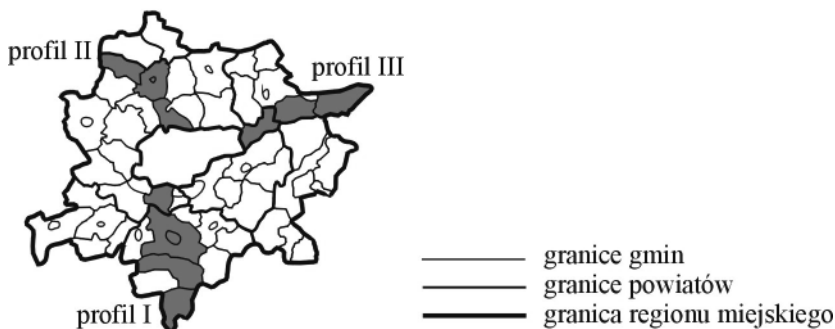 profil II
profil III
profil I
granice gmin
granice powiatów
granica regionu miejskiego